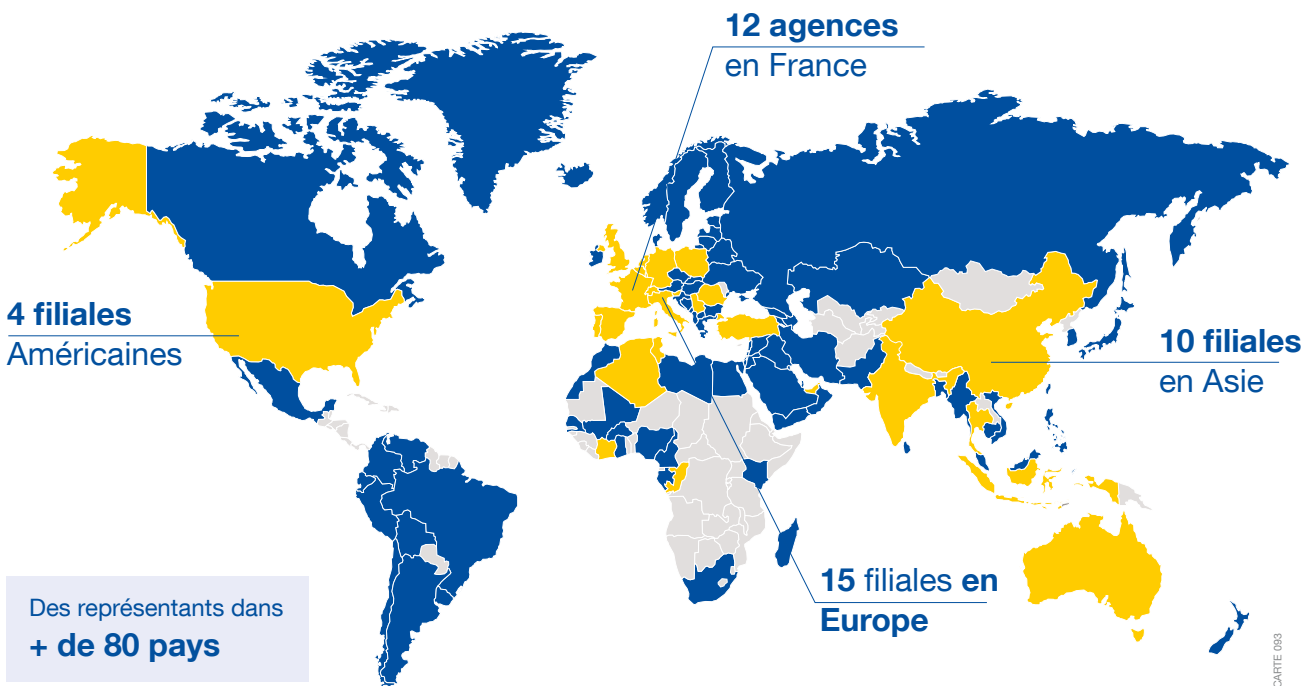 12 agences
en France
4 filiales
Américaines
10 filiales
en Asie
15 filiales en
Europe
Des représentants dans
+ de 80 pays
CARTE 093